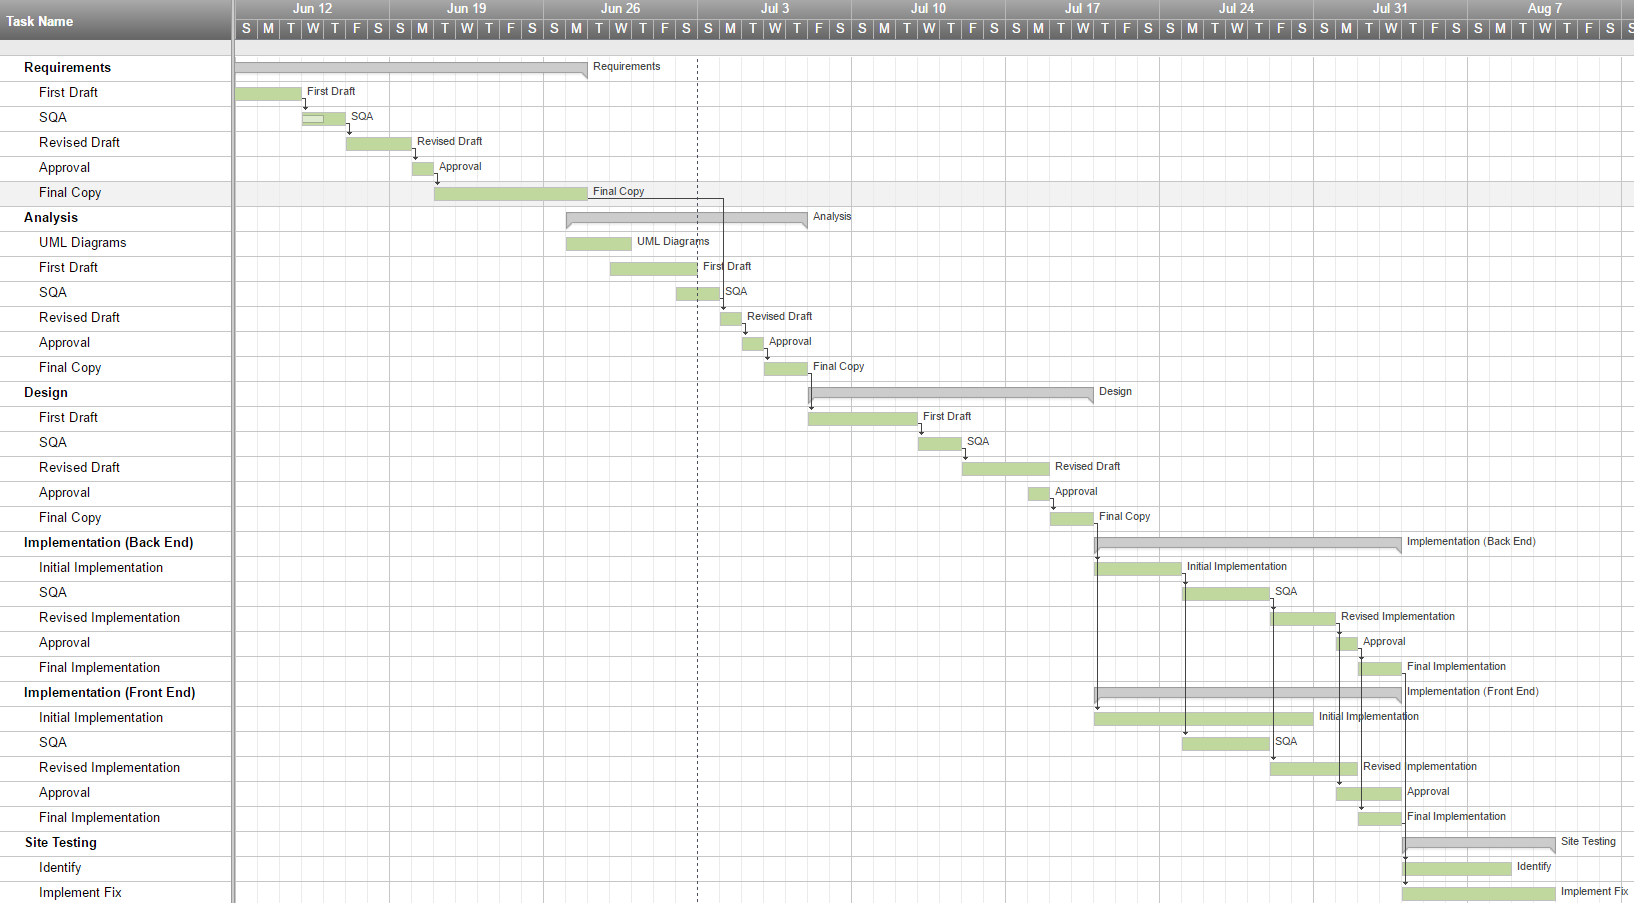 Task Name
Jun 12 Jun 19 Jun 26 Jul 3 Jul 10 Jul 17 Jul 24 Jul 31 Aug 7
S M T W T F S S M T W T F S S M T W T F S S M T W T F S S M T W T F S S M T W T F S S M T W T F S S M T W T F S S M T W T F S S
Requirements Requirements
First Draft First Draft
SQA SQA
Revised Draft Revised Draft
Approval Approval
Final Copy Final Copy
Analysis Analysis
UML Diagrams UML Diagrams
First Draft First Draft
SQA SQA
Revised Draft Revised Draft
Approval Approval
Final Copy Final Copy
Design Design
First Draft First Draft
SQA SQA
Revised Draft Revised Draft
Approval Approval
Final Copy Final Copy
Implementation (Back End) Implementation (Back End)
Initial Implementation Initial Implementation
SQA SQA
Revised Implementation Revised Implementation
Approval Approval
Final Implementation Final Implementation
Implementation (Front End) Implementation (Front End)
Initial Implementation Initial Implementation
SQA SQA
Revised Implementation Revised Implementation
Approval Approval
Final Implementation Final Implementation
Site Testing Site Testing
Identify Identify
Implement Fix Implement Fix